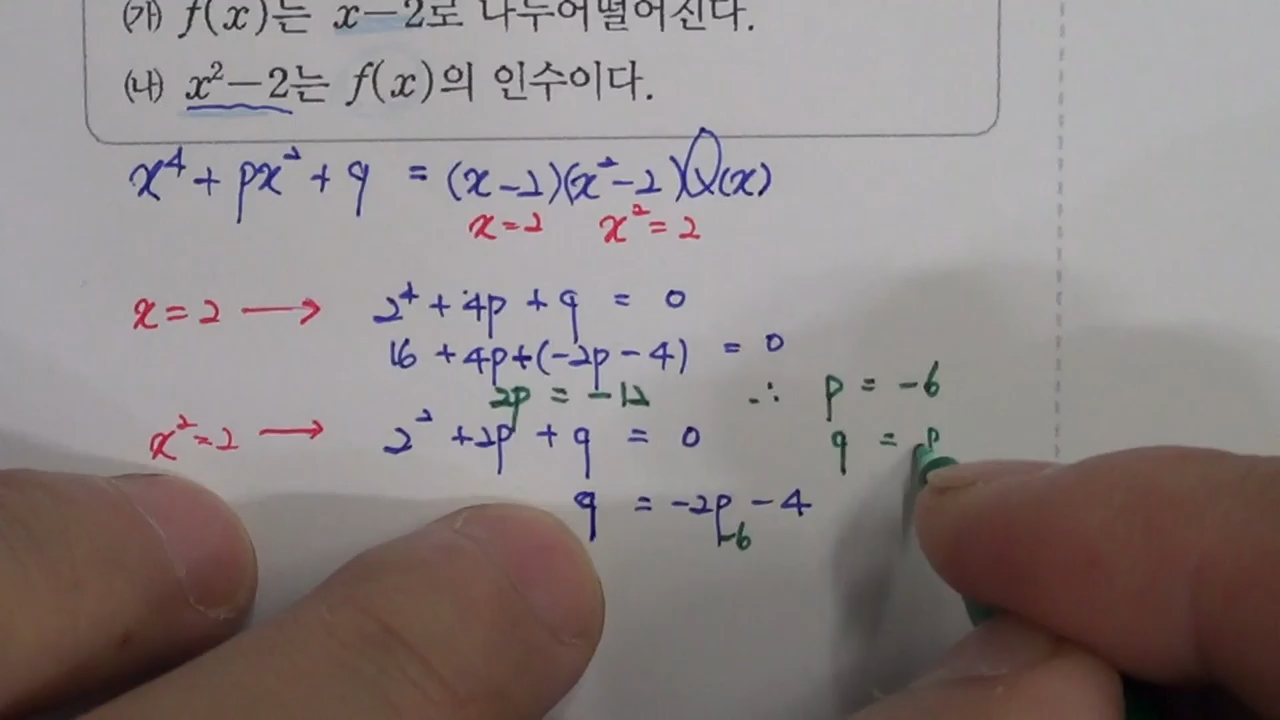 (가) f(x)는 x-2로 나누어떨어진다.
(나) x²-2는 f(x)의 인수이다.
x⁴+px²+q = (x-2)(x²-2)Q(x)
x=2 x²=2
x=2 → 2⁴+4p+q = 0
16+4p+(-2p-4) = 0
2p = -12 ∴ p = -6
x²=2 → 2²+2p+q = 0 q =
q = -2p-4
-6